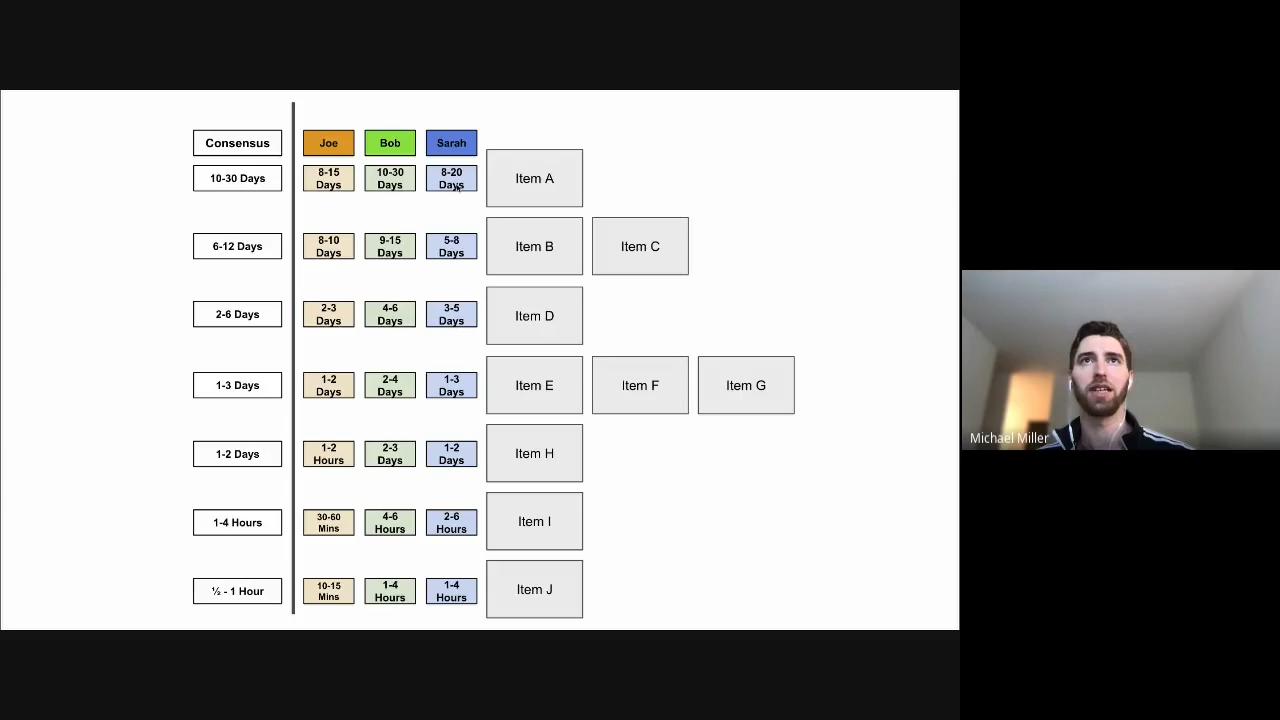 Consensus
Joe
Bob
Sarah
10-30 Days
8-15
Days
10-30
Days
8-20
Days
Item A
6-12 Days
8-10
Days
9-15
Days
5-8
Days
Item B
Item C
2-6 Days
2-3
Days
4-6
Days
3-5
Days
Item D
1-3 Days
1-2
Days
2-4
Days
1-3
Days
Item E
Item F
Item G
1-2 Days
1-2
Hours
2-3
Days
1-2
Days
Item H
1-4 Hours
30-60
Mins
4-6
Hours
2-6
Hours
Item I
½ - 1 Hour
10-15
Mins
1-4
Hours
1-4
Hours
Item J
Michael Miller